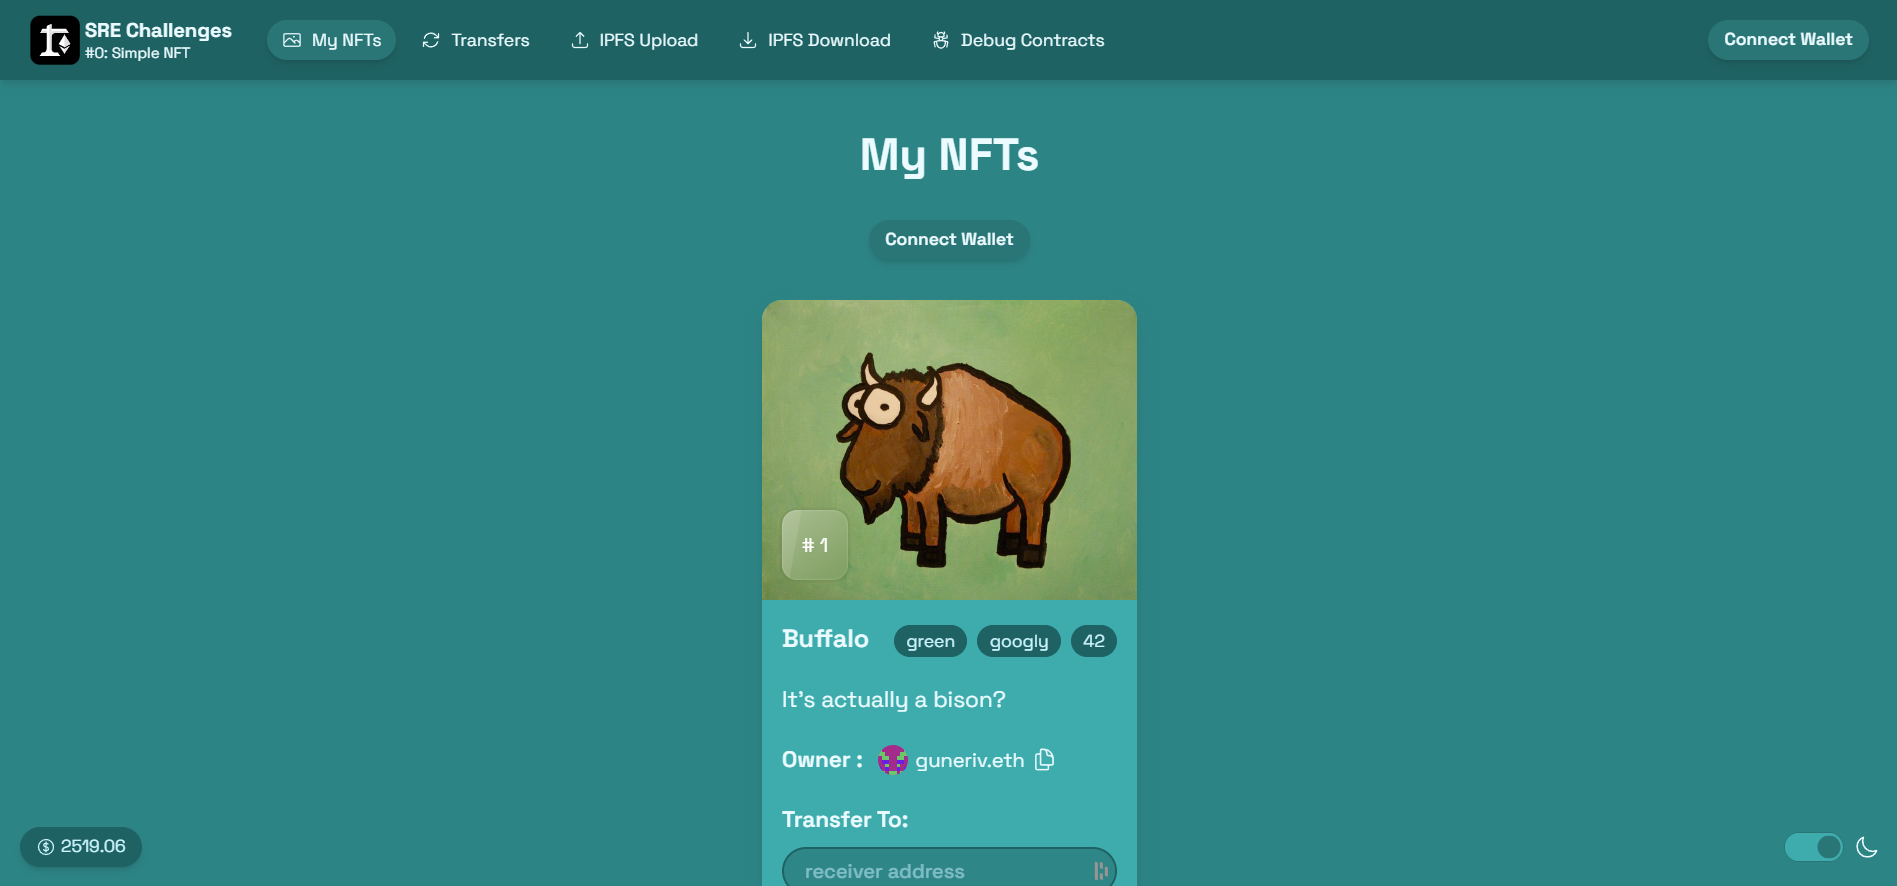 SRE Challenges
#0: Simple NFT
My NFTs
Transfers
IPFS Upload
IPFS Download
Debug Contracts
Connect Wallet
My NFTs
Connect Wallet
# 1
Buffalo
green
googly
42
It's actually a bison?
Owner :
guneriv.eth
Transfer To:
receiver address
2519.06